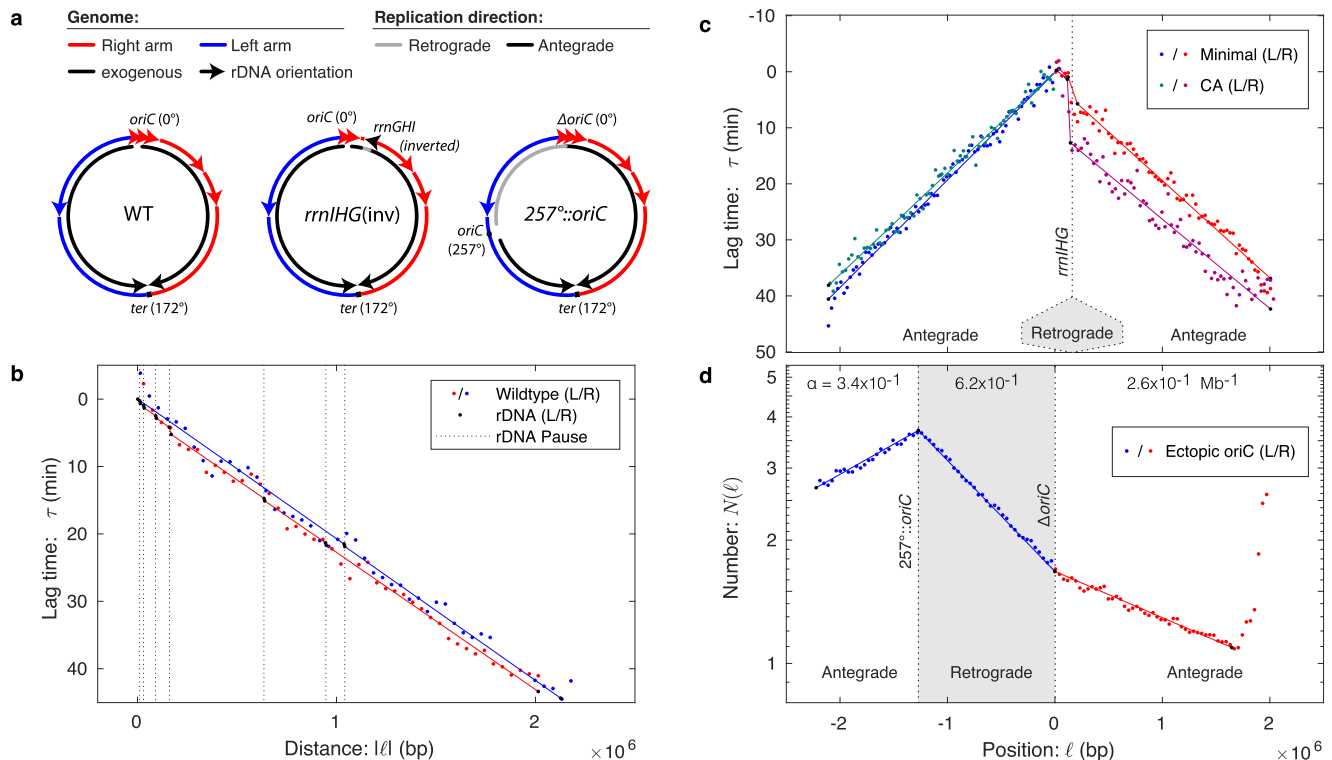 a
Genome:
Right arm
Left arm
exogenous
rDNA orientation
Replication direction:
Retrograde
Antegrade
oriC (0°)
WT
ter (172°)
oriC (0°)
rrnGHI
(inverted)
rrnIHG(inv)
ter (172°)
ΔoriC (0°)
257°::oriC
oriC
(257°)
ter (172°)
b
Wildtype (L/R)
rDNA (L/R)
rDNA Pause
Lag time: τ (min)
0
10
20
30
40
0
1
2
×10⁶
Distance: |ℓ| (bp)
c
/ Minimal (L/R)
/ CA (L/R)
Lag time: τ (min)
-10
0
10
20
30
40
50
rrnIHG
Antegrade
Retrograde
Antegrade
d
α = 3.4x10⁻¹
6.2x10⁻¹
2.6x10⁻¹ Mb⁻¹
/ Ectopic oriC (L/R)
Number: N(ℓ)
5
4
3
2
1
257°::oriC
ΔoriC
Antegrade
Retrograde
Antegrade
-2
-1
0
1
2
×10⁶
Position: ℓ (bp)